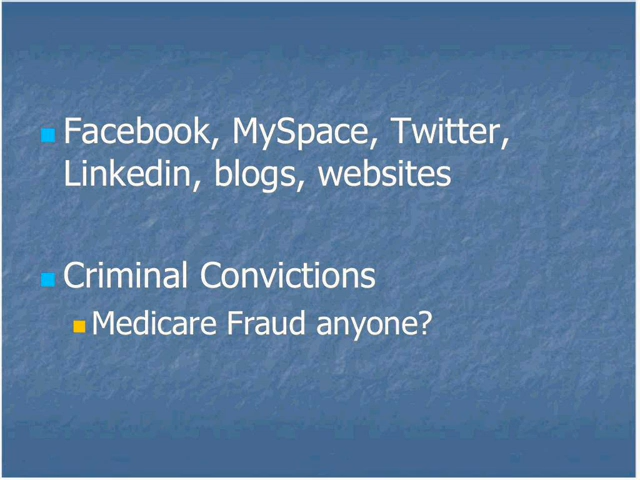 Facebook, MySpace, Twitter,
Linkedin, blogs, websites
Criminal Convictions
Medicare Fraud anyone?